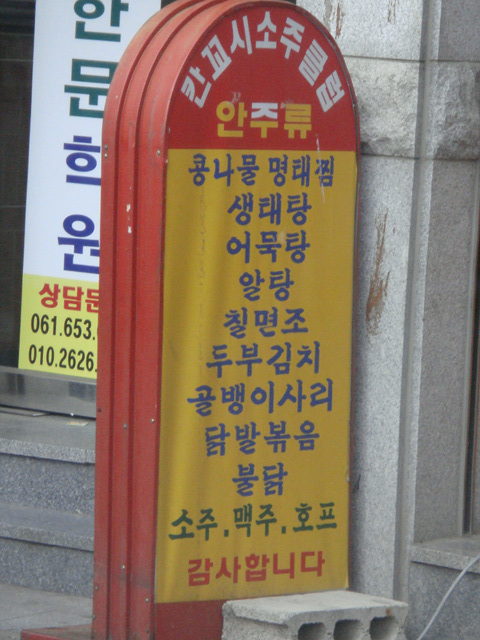 칸꼬시소주클럽
안주류
콩나물명태찜
생태탕
어묵탕
알탕
칠면조
두부김치
골뱅이사리
닭발볶음
불닭
소주.맥주.호프
감사합니다
한문학원
상담문
061.653.
010.2626.